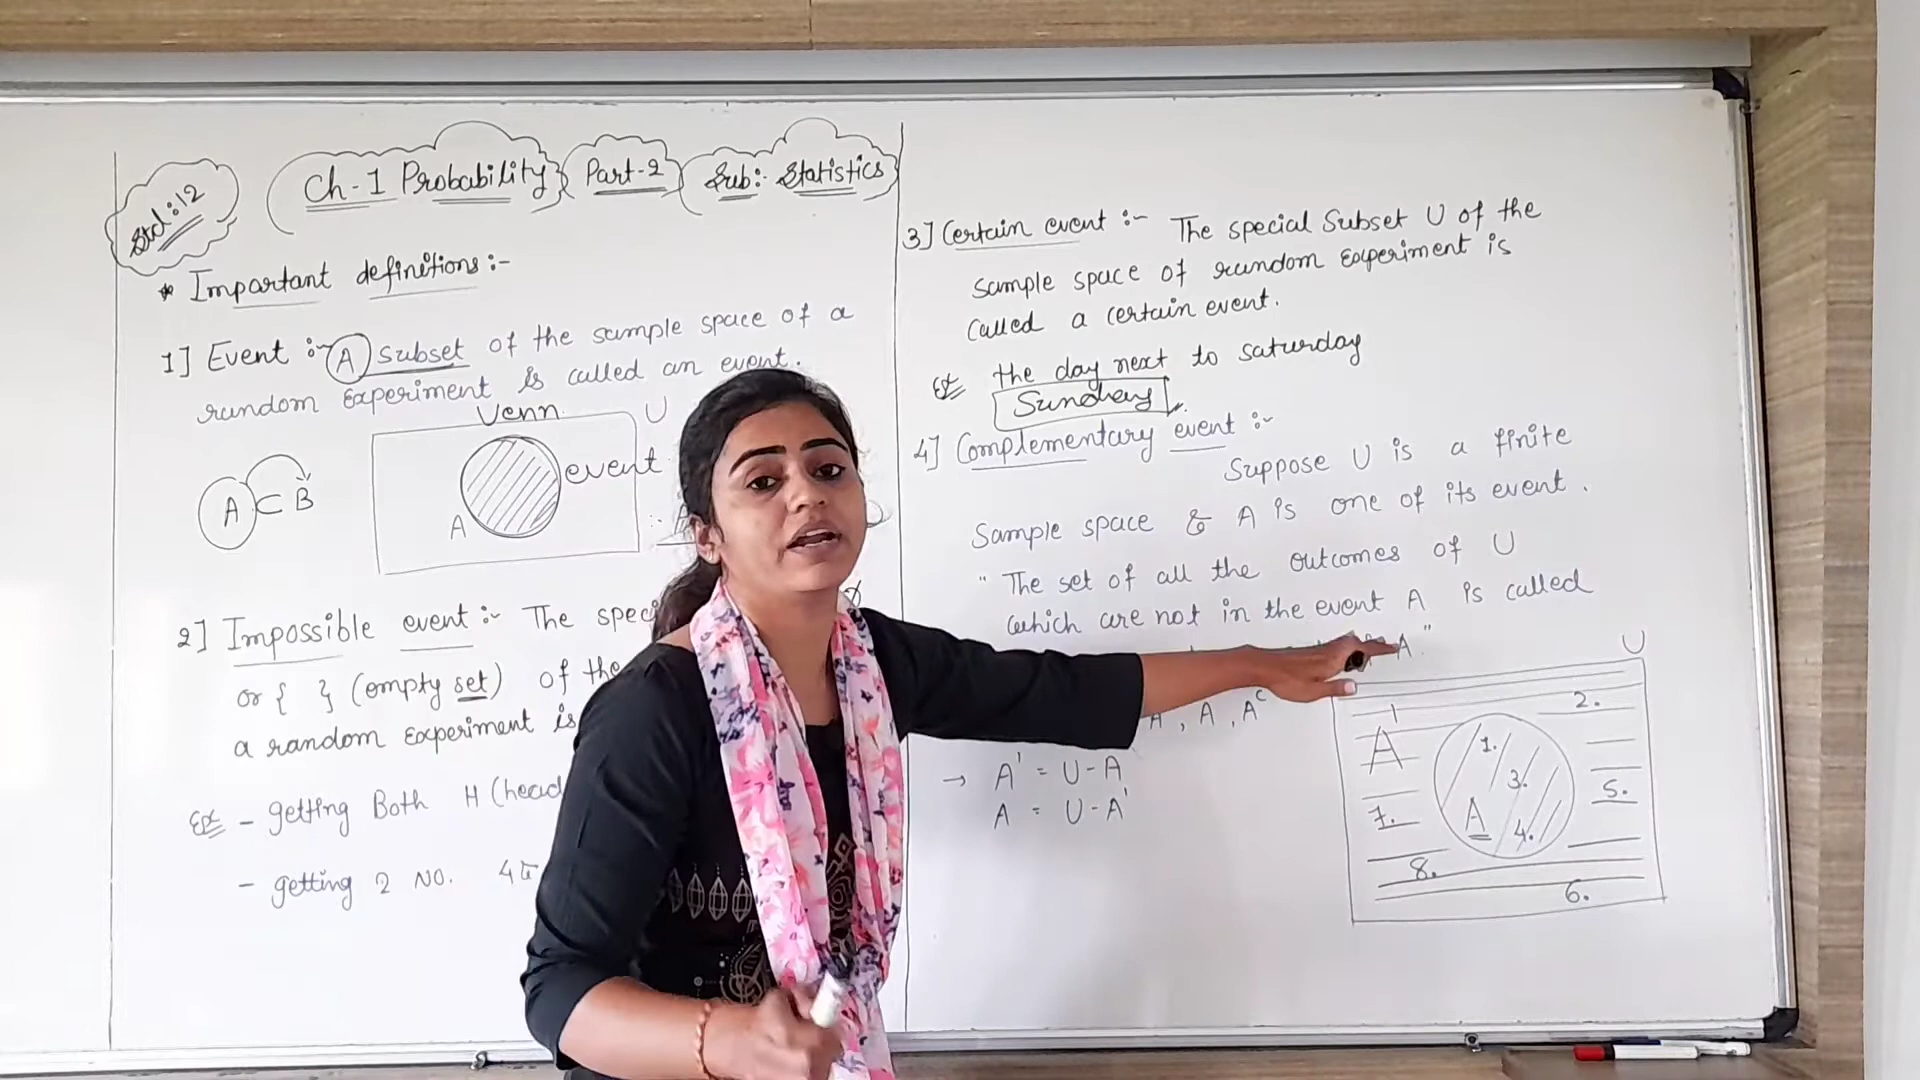 Std:12
Ch-1 Probability Part-2 Sub:- Statistics
* Important definitions :-
1] Event :- A subset of the sample space of a
random experiment is called an event.
Venn
U
A ⊂ B
event
A
2] Impossible event :- The
or { } (empty set) of the
a random experiment is
Ex - getting Both H (head
- getting 2 NO.
3] Certain event :- The special subset U of the
sample space of random experiment is
called a certain event.
Ex the day next to saturday
Sunday
4] Complementary event :-
Suppose U is a finite
Sample space & A is one of its event.
" The set of all the outcomes of U
which are not in the event A is called
A "
A , A , Aᶜ
→ A' = U - A
A = U - A'
U
A'
2.
1.
3.
5.
7.
A
4.
8.
6.